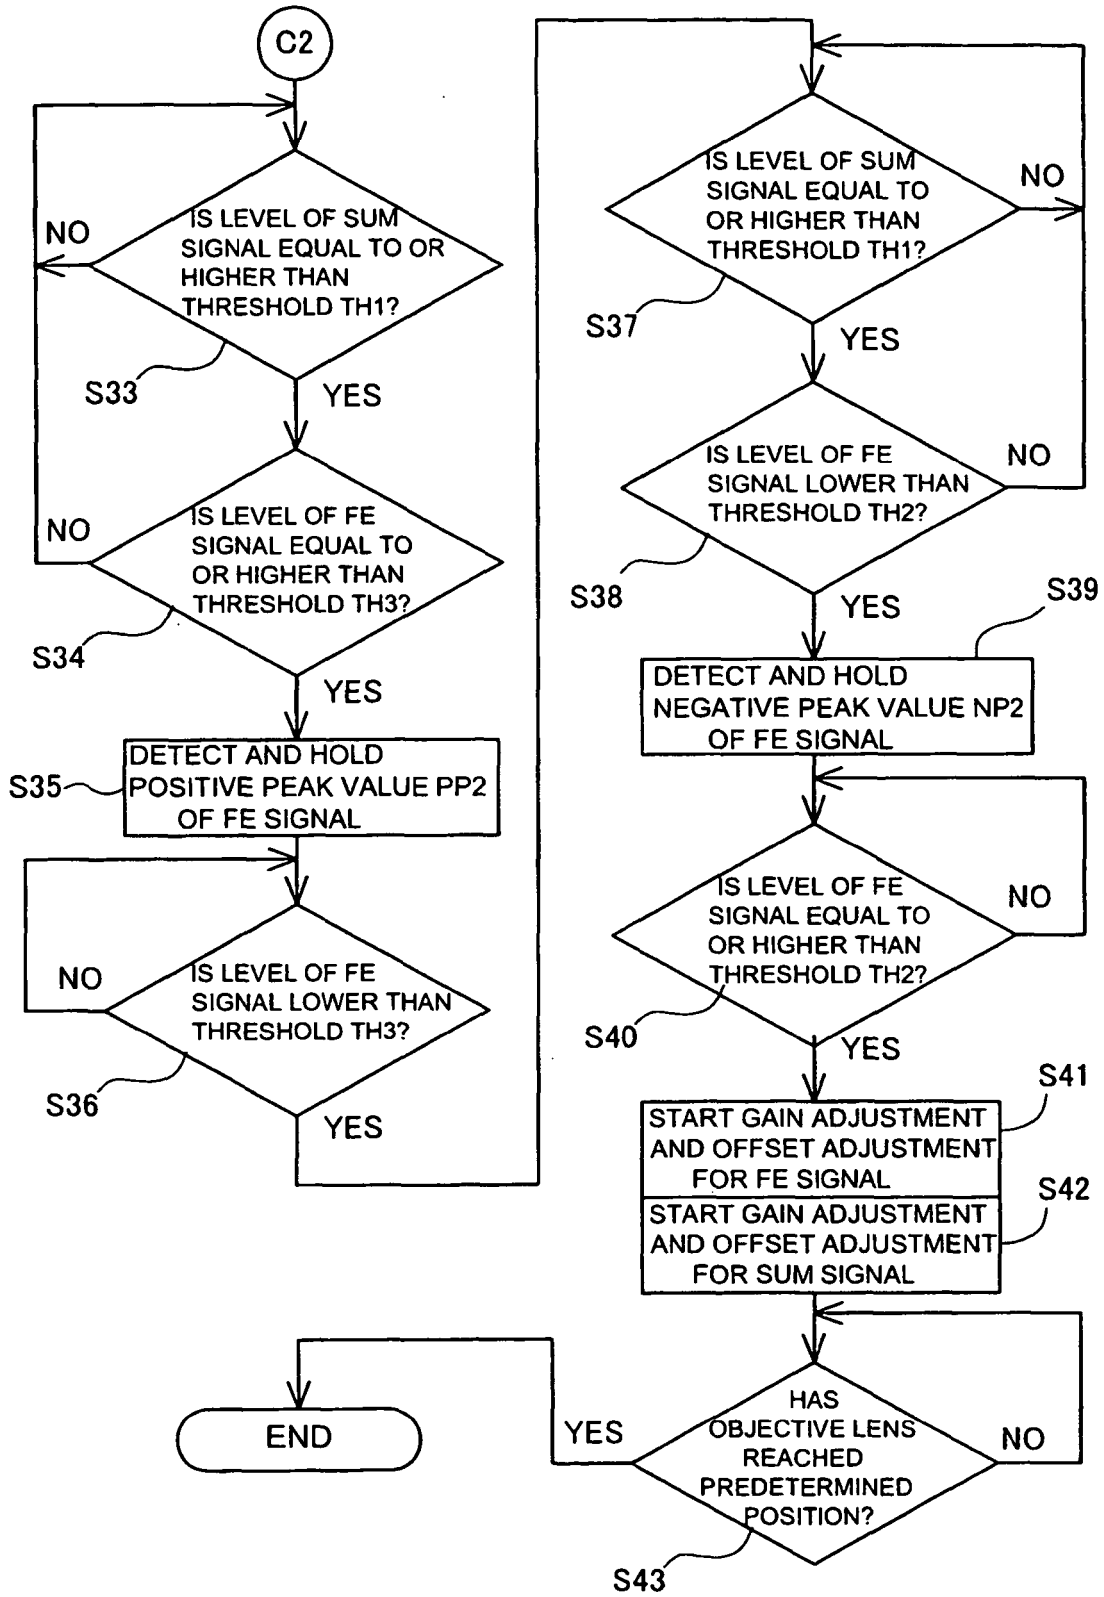 C2
IS LEVEL OF SUM
SIGNAL EQUAL TO OR
HIGHER THAN
THRESHOLD TH1?
NO
S33
YES
IS LEVEL OF FE
SIGNAL EQUAL TO
OR HIGHER THAN
THRESHOLD TH3?
NO
S34
YES
DETECT AND HOLD
POSITIVE PEAK VALUE PP2
OF FE SIGNAL
S35
IS LEVEL OF FE
SIGNAL LOWER THAN
THRESHOLD TH3?
NO
S36
YES
IS LEVEL OF SUM
SIGNAL EQUAL TO
OR HIGHER THAN
THRESHOLD TH1?
NO
S37
YES
IS LEVEL OF FE
SIGNAL LOWER THAN
THRESHOLD TH2?
NO
S38
YES
S39
DETECT AND HOLD
NEGATIVE PEAK VALUE NP2
OF FE SIGNAL
IS LEVEL OF FE
SIGNAL EQUAL TO
OR HIGHER THAN
THRESHOLD TH2?
NO
S40
YES
S41
START GAIN ADJUSTMENT
AND OFFSET ADJUSTMENT
FOR FE SIGNAL
S42
START GAIN ADJUSTMENT
AND OFFSET ADJUSTMENT
FOR SUM SIGNAL
HAS
OBJECTIVE LENS
REACHED
PREDETERMINED
POSITION?
NO
S43
YES
END